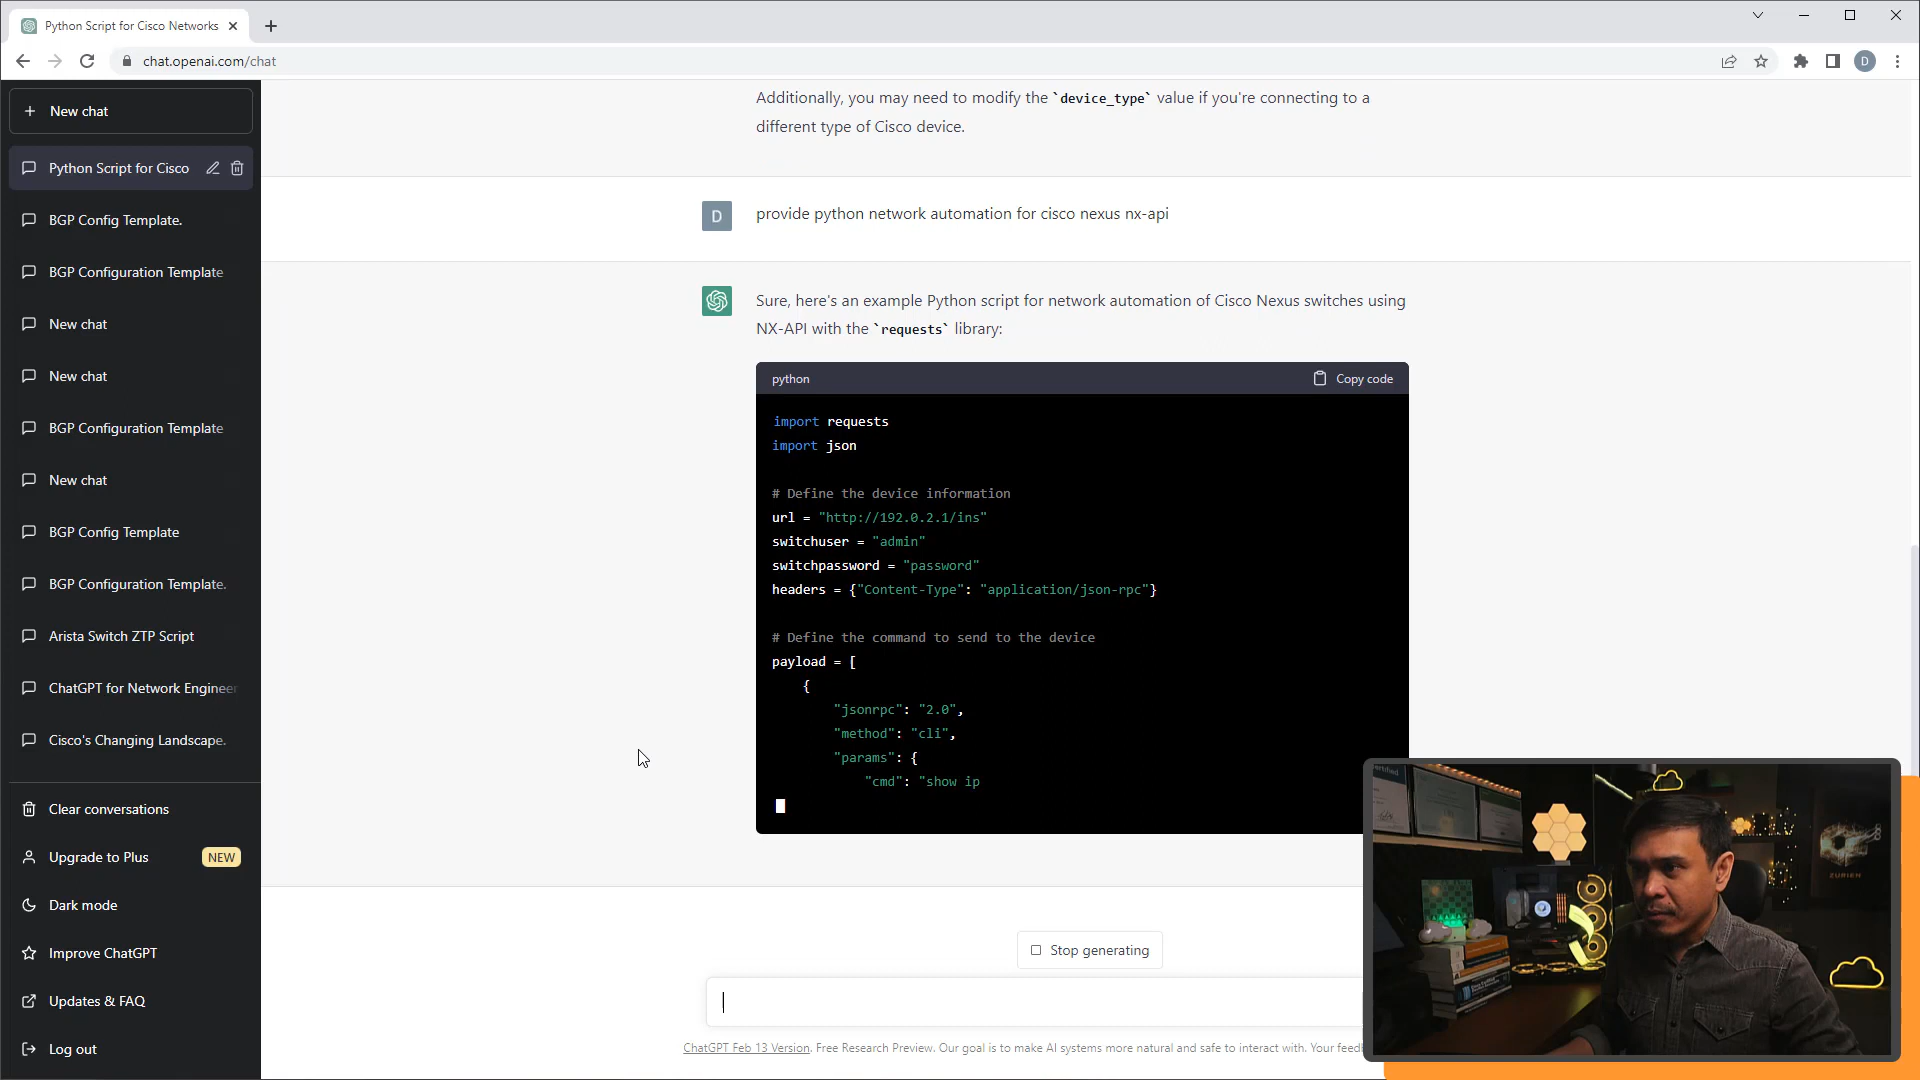 Python Script for Cisco Networks
chat.openai.com/chat
D
New chat
Python Script for Cisco
BGP Config Template.
BGP Configuration Template
New chat
New chat
BGP Configuration Template
New chat
BGP Config Template
BGP Configuration Template.
Arista Switch ZTP Script
ChatGPT for Network Engineer
Cisco's Changing Landscape.
Clear conversations
Upgrade to Plus NEW
Dark mode
Improve ChatGPT
Updates & FAQ
Log out
Additionally, you may need to modify the `device_type` value if you're connecting to a
different type of Cisco device.
D provide python network automation for cisco nexus nx-api
Sure, here's an example Python script for network automation of Cisco Nexus switches using
NX-API with the `requests` library:
python Copy code
import requests
import json
# Define the device information
url = "http://192.0.2.1/ins"
switchuser = "admin"
switchpassword = "password"
headers = {"Content-Type": "application/json-rpc"}
# Define the command to send to the device
payload = [
{
"jsonrpc": "2.0",
"method": "cli",
"params": {
"cmd": "show ip
Stop generating
ChatGPT Feb 13 Version. Free Research Preview. Our goal is to make AI systems more natural and safe to interact with. Your feedb
ZURIEN